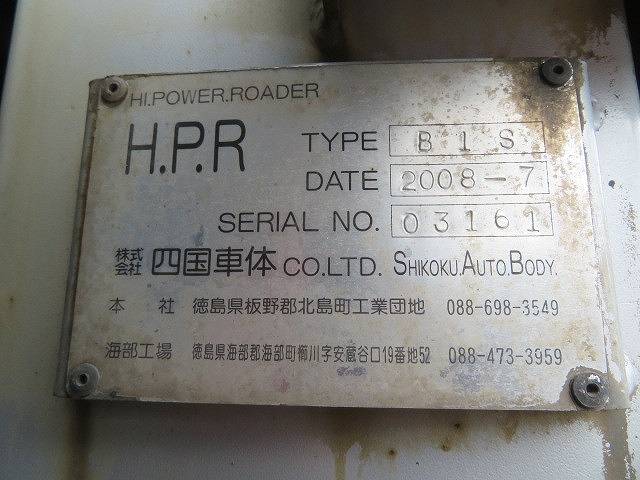 HI.POWER.ROADER
H.P.R
TYPE B1S
DATE 2008-7
SERIAL NO. 03161
株式会社 四国車体 CO.LTD. SHIKOKU.AUTO.BODY.
本 社 徳島県板野郡北島町工業団地 088-698-3549
海部工場 徳島県海部郡海部町櫛川字安蔵谷口19番地52 088-473-3959